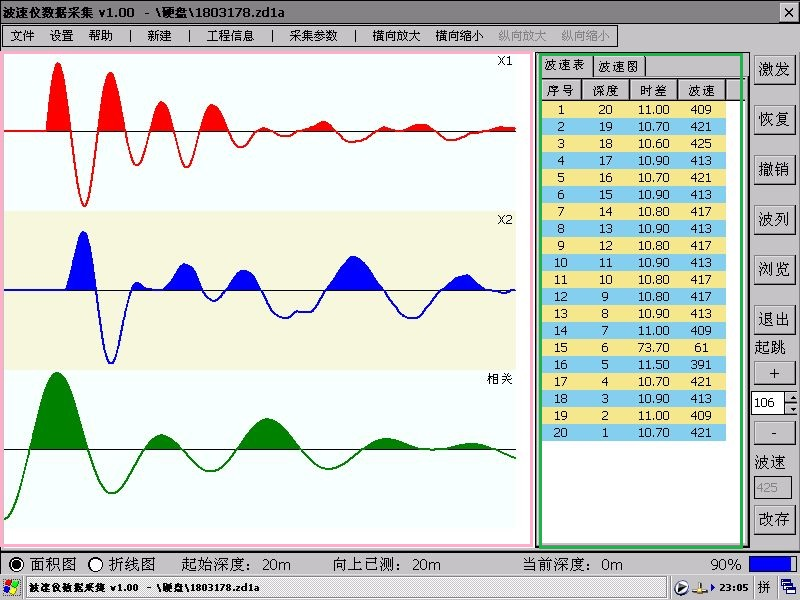 波速仪数据采集 v1.00 - \硬盘\1803178.zd1a
文件 设置 帮助 | 新建 | 工程信息 | 采集参数 | 横向放大 横向缩小 纵向放大 纵向缩小
X1
X2
相关
波速表 波速图
序号 深度 时差 波速
1 20 11.00 409
2 19 10.70 421
3 18 10.60 425
4 17 10.90 413
5 16 10.70 421
6 15 10.90 413
7 14 10.80 417
8 13 10.90 413
9 12 10.80 417
10 11 10.90 413
11 10 10.80 417
12 9 10.80 417
13 8 10.90 413
14 7 11.00 409
15 6 73.70 61
16 5 11.50 391
17 4 10.70 421
18 3 10.90 413
19 2 11.00 409
20 1 10.70 421
激发
恢复
撤销
波列
浏览
退出
起跳
+
106
-
波速
425
改存
面积图 折线图 起始深度: 20m 向上已测: 20m 当前深度: 0m 90%
波速仪数据采集 v1.00 - \硬盘\1803178.zd1a 23:05 拼